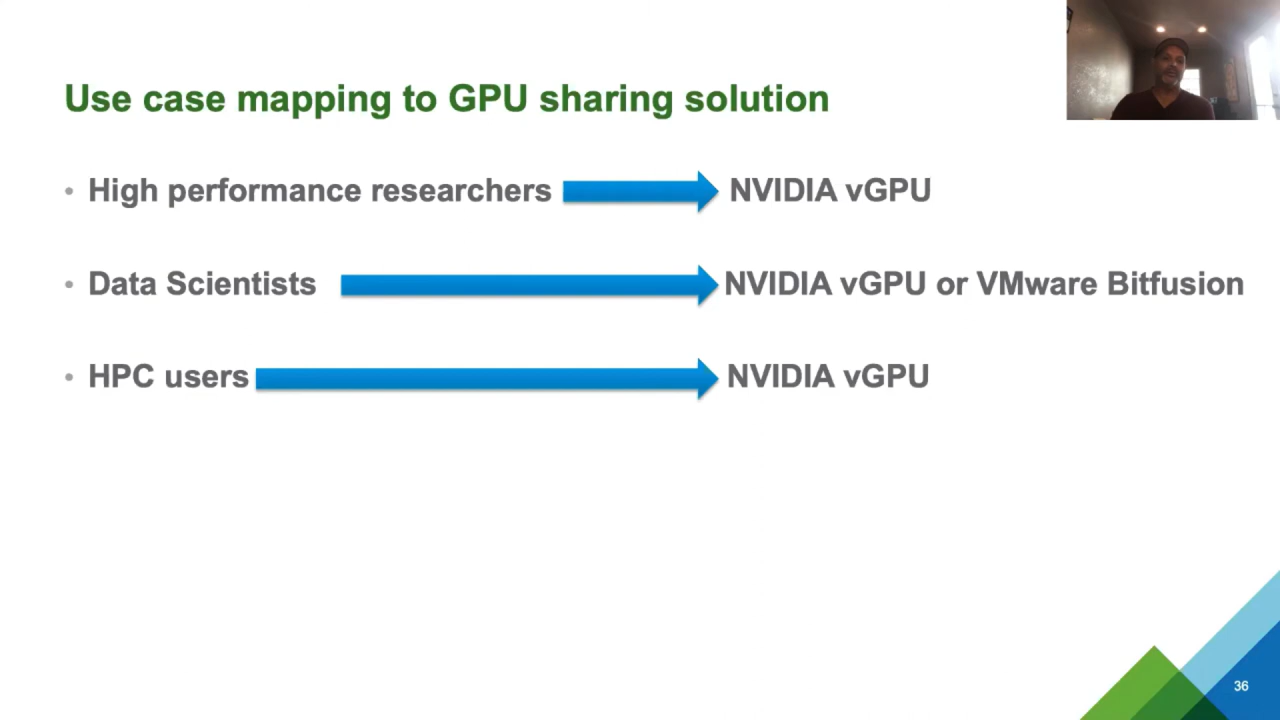 Use case mapping to GPU sharing solution
• High performance researchers NVIDIA vGPU
• Data Scientists NVIDIA vGPU or VMware Bitfusion
• HPC users NVIDIA vGPU
36